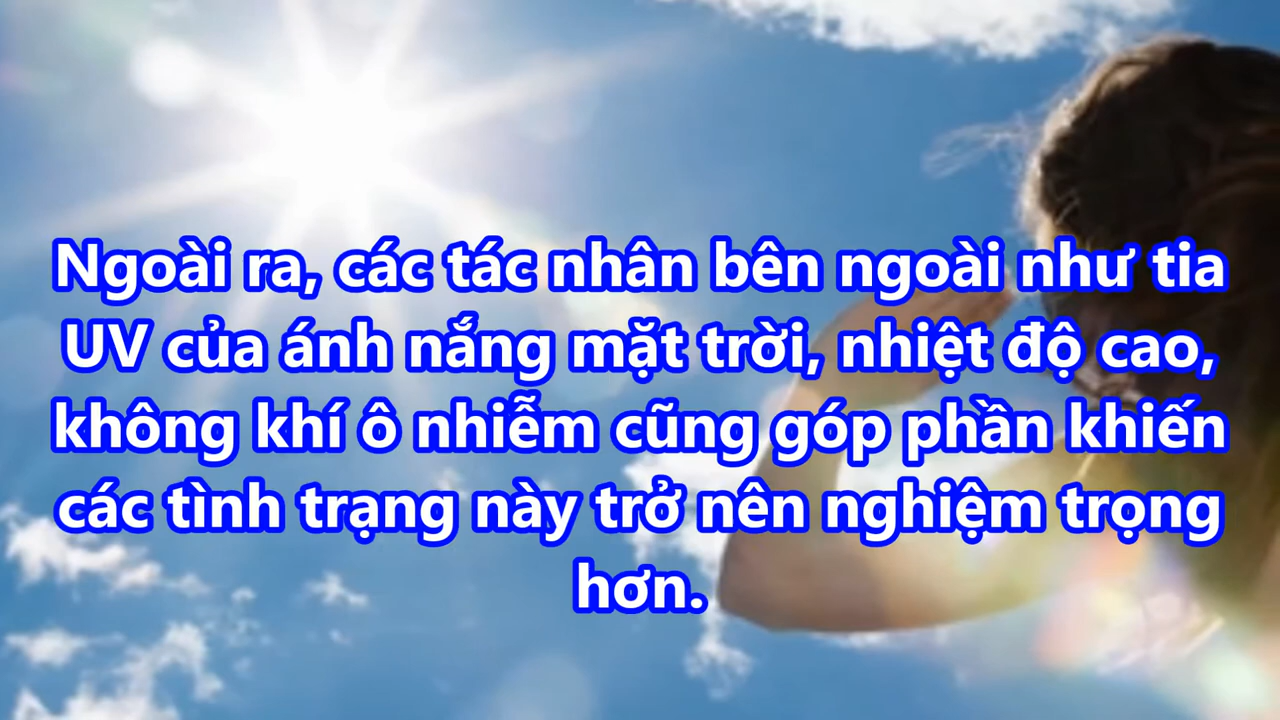 Ngoài ra, các tác nhân bên ngoài như tia
UV của ánh nắng mặt trời, nhiệt độ cao,
không khí ô nhiễm cũng góp phần khiến
các tình trạng này trở nên nghiệm trọng
hơn.